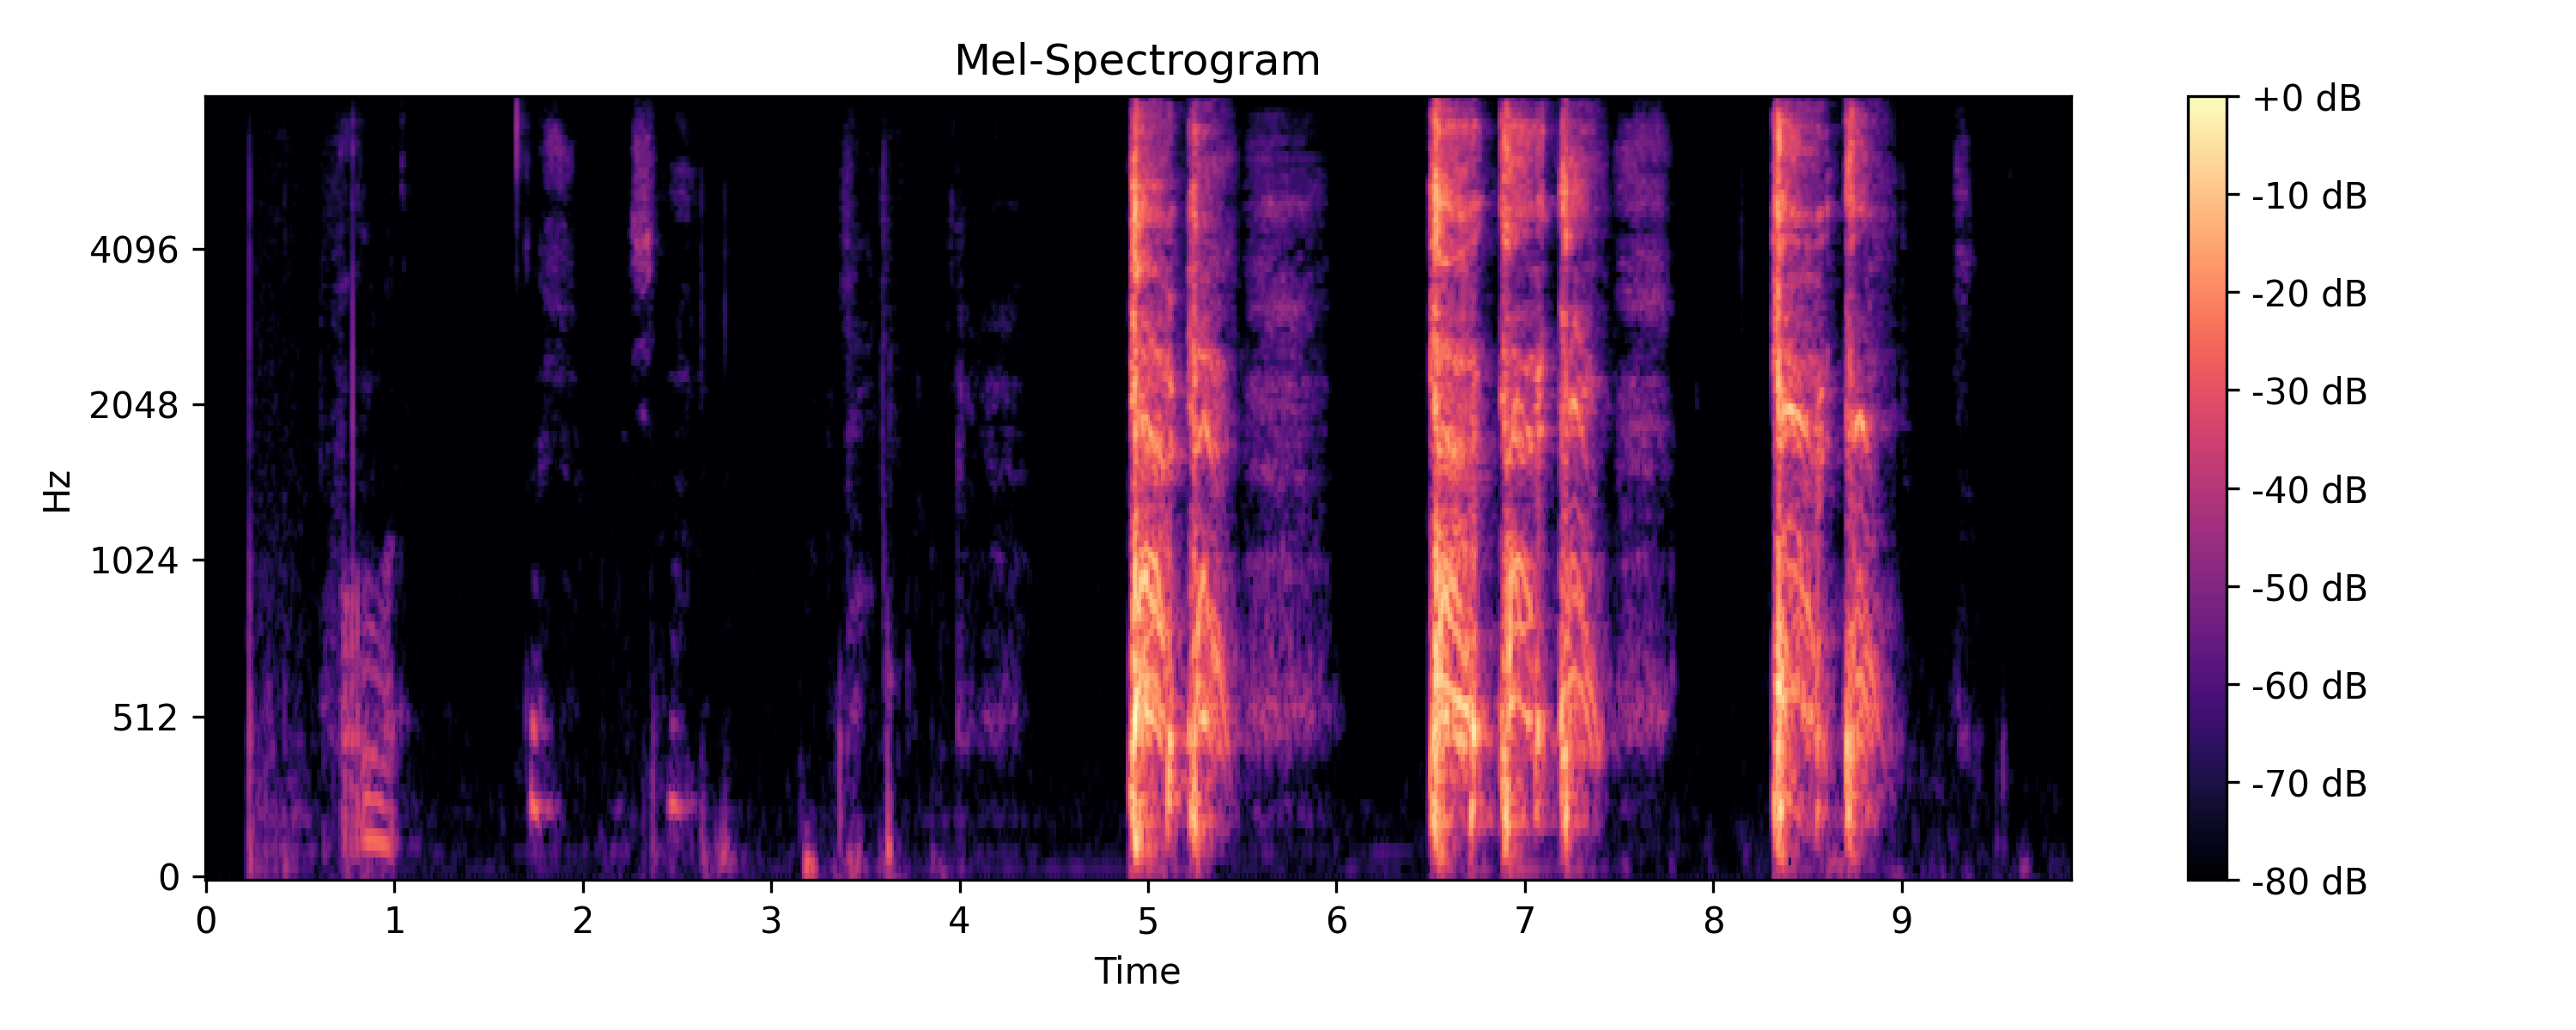 Mel-Spectrogram
Hz
4096
2048
1024
512
0
0 1 2 3 4 5 6 7 8 9
Time
+0 dB
-10 dB
-20 dB
-30 dB
-40 dB
-50 dB
-60 dB
-70 dB
-80 dB